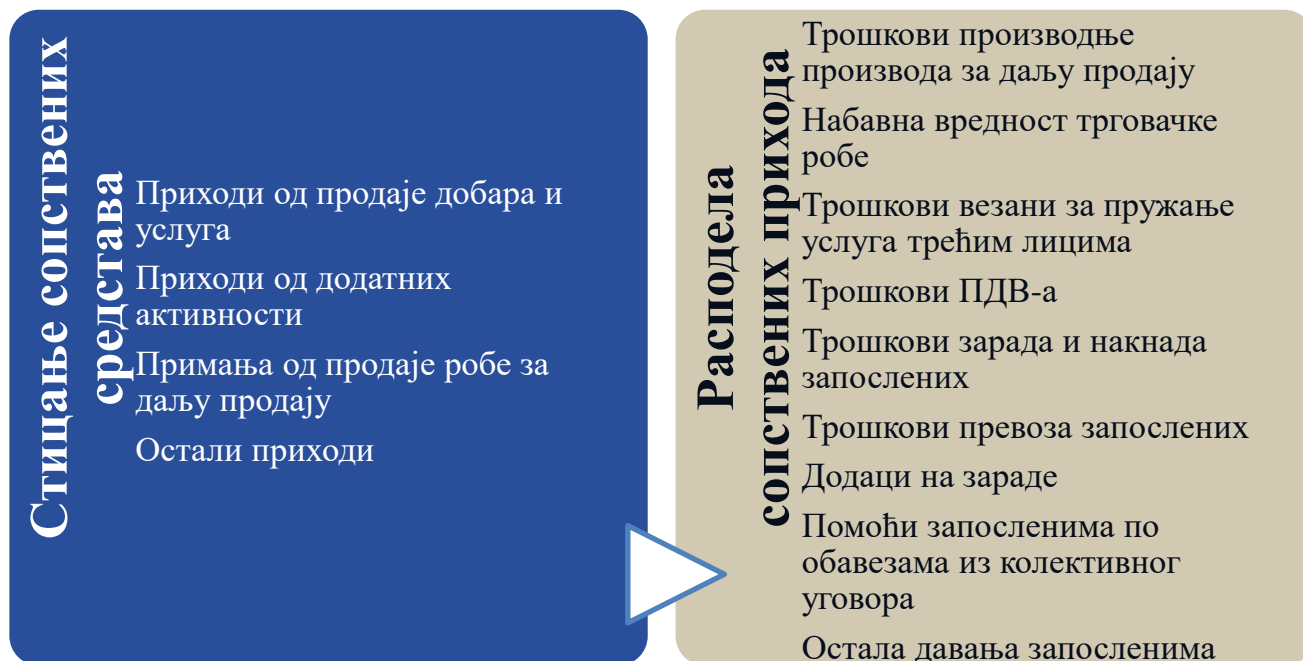 Стицање сопствених
средстава
Приходи од продаје добара и
услуга
Приходи од додатних
активности
Примања од продаје робе за
даљу продају
Остали приходи
Расподела
сопствених прихода
Трошкови производње
производа за даљу продају
Набавна вредност трговачке
робе
Трошкови везани за пружање
услуга трећим лицима
Трошкови ПДВ-а
Трошкови зарада и накнада
запослених
Трошкови превоза запослених
Додаци на зараде
Помоћи запосленима по
обавезама из колективног
уговора
Остала давања запосленима